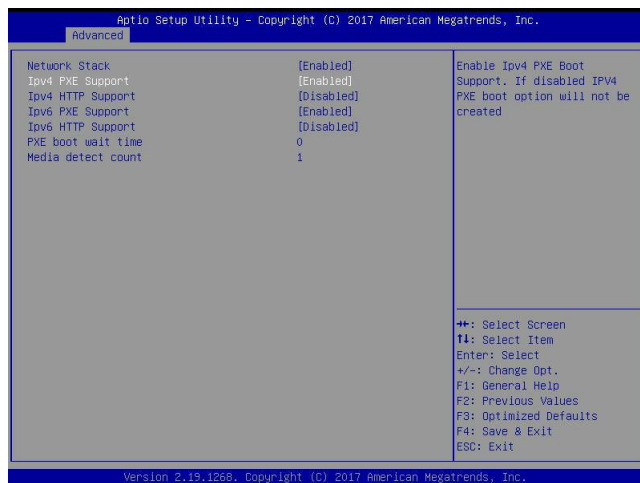 Aptio Setup Utility – Copyright (C) 2017 American Megatrends, Inc.
Advanced
Network Stack [Enabled]
Ipv4 PXE Support [Enabled]
Ipv4 HTTP Support [Disabled]
Ipv6 PXE Support [Enabled]
Ipv6 HTTP Support [Disabled]
PXE boot wait time 0
Media detect count 1
Enable Ipv4 PXE Boot
Support. If disabled IPV4
PXE boot option will not be
created
→←: Select Screen
↑↓: Select Item
Enter: Select
+/-: Change Opt.
F1: General Help
F2: Previous Values
F3: Optimized Defaults
F4: Save & Exit
ESC: Exit
Version 2.19.1268. Copyright (C) 2017 American Megatrends, Inc.